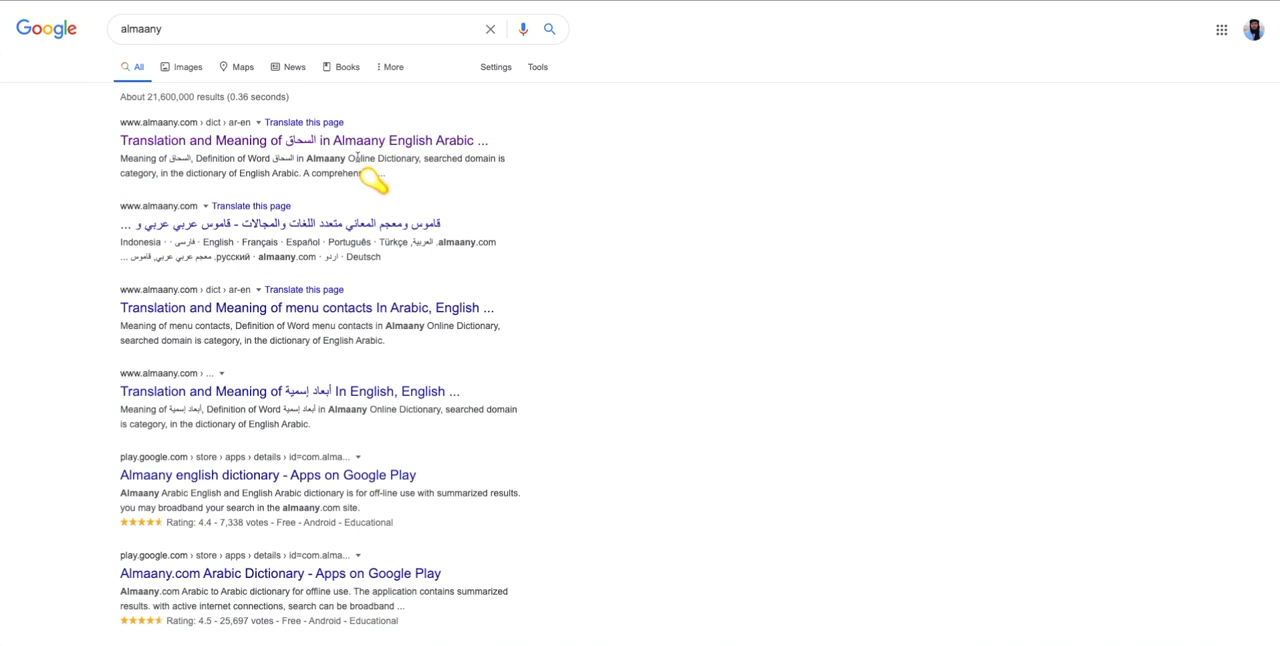 Google
almaany
All Images Maps News Books More Settings Tools
About 21,600,000 results (0.36 seconds)
www.almaany.com › dict › ar-en Translate this page
Translation and Meaning of السحاق in Almaany English Arabic ...
Meaning of السحاق, Definition of Word السحاق in Almaany Online Dictionary, searched domain is
category, in the dictionary of English Arabic. A ...
www.almaany.com Translate this page
قاموس ومعجم المعاني متعدد اللغات والمجالات - قاموس عربي عربي و ...
Indonesia · · فارسی · English · Français · Español · Português · Türkçe ,العربية. almaany.com
... معجم عربي عربي, قاموس .русский · almaany.com · اردو · Deutsch
www.almaany.com › dict › ar-en Translate this page
Translation and Meaning of menu contacts In Arabic, English ...
Meaning of menu contacts, Definition of Word menu contacts in Almaany Online Dictionary,
searched domain is category, in the dictionary of English Arabic.
www.almaany.com › ...
Translation and Meaning of أبعاد إسمية In English, English ...
Meaning of أبعاد إسمية, Definition of Word أبعاد إسمية in Almaany Online Dictionary, searched domain
is category, in the dictionary of English Arabic.
play.google.com › store › apps › details › id=com.alma...
Almaany english dictionary - Apps on Google Play
Almaany Arabic English and English Arabic dictionary is for off-line use with summarized results.
you may broadband your search in the almaany.com site.
Rating: 4.4 - 7,338 votes - Free - Android - Educational
play.google.com › store › apps › details › id=com.alma...
Almaany.com Arabic Dictionary - Apps on Google Play
Almaany.com Arabic to Arabic dictionary for offline use. The application contains summarized
results. with active internet connections, search can be broadband ...
Rating: 4.5 - 25,697 votes - Free - Android - Educational